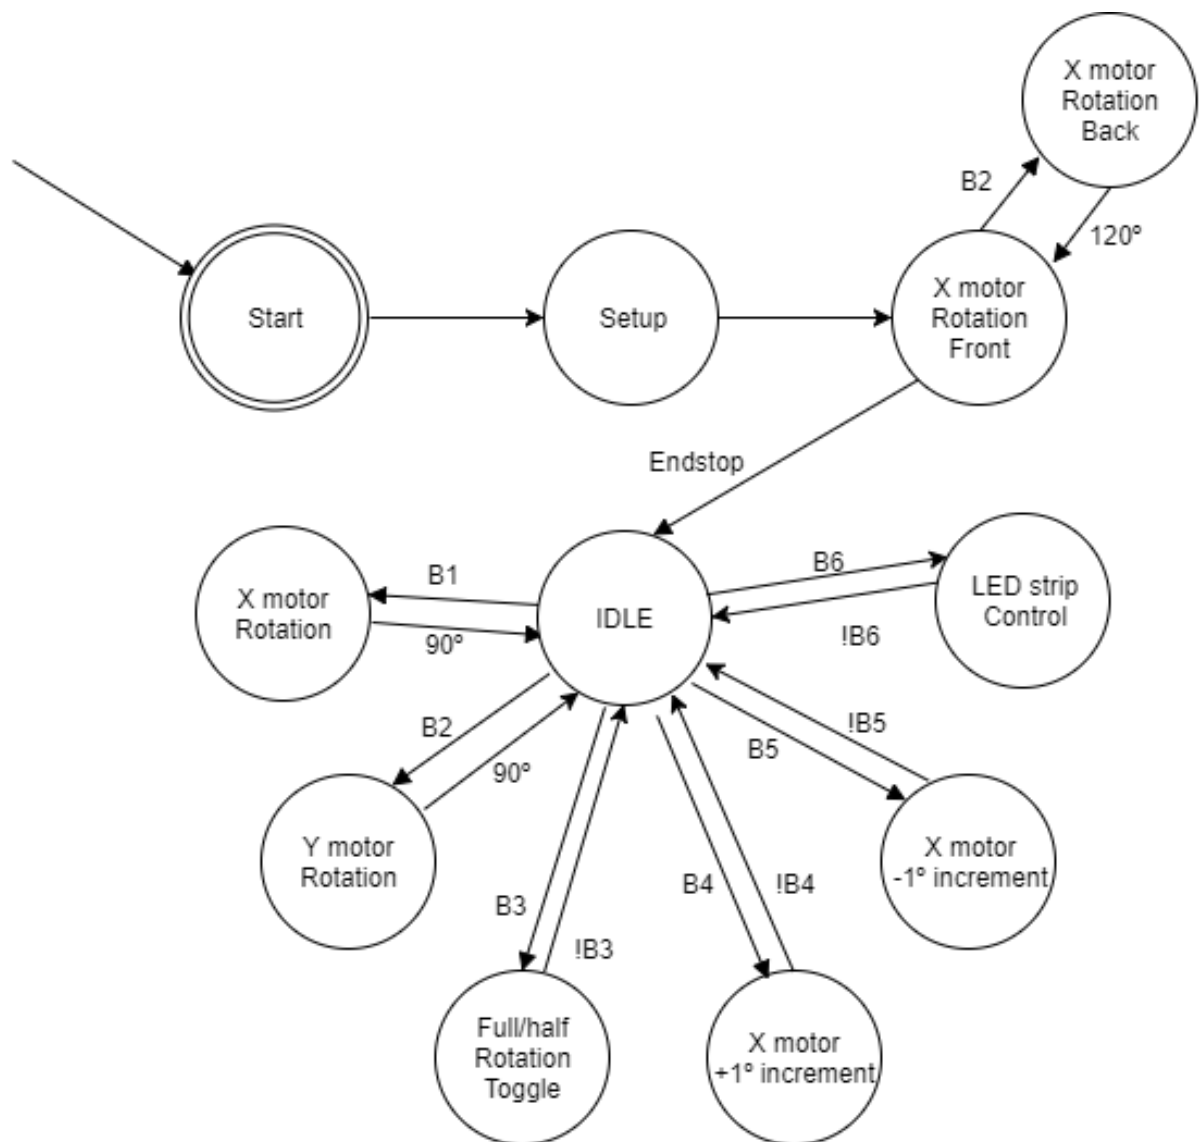 X motor
Rotation
Back
B2
120º
Start
Setup
X motor
Rotation
Front
Endstop
X motor
Rotation
B1
90º
IDLE
B6
!B6
LED strip
Control
B2
90º
!B5
B5
Y motor
Rotation
X motor
-1º increment
B3
!B3
B4
!B4
Full/half
Rotation
Toggle
X motor
+1º increment